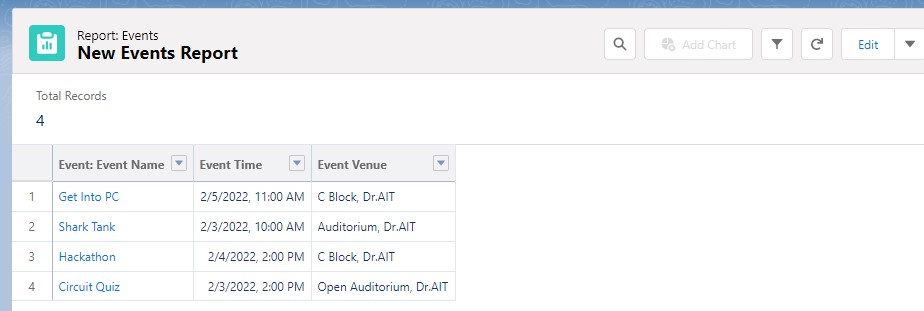 Report: Events
New Events Report
Add Chart
Edit
Total Records
4
Event: Event Name Event Time Event Venue
1 Get Into PC 2/5/2022, 11:00 AM C Block, Dr.AIT
2 Shark Tank 2/3/2022, 10:00 AM Auditorium, Dr.AIT
3 Hackathon 2/4/2022, 2:00 PM C Block, Dr.AIT
4 Circuit Quiz 2/3/2022, 2:00 PM Open Auditorium, Dr.AIT